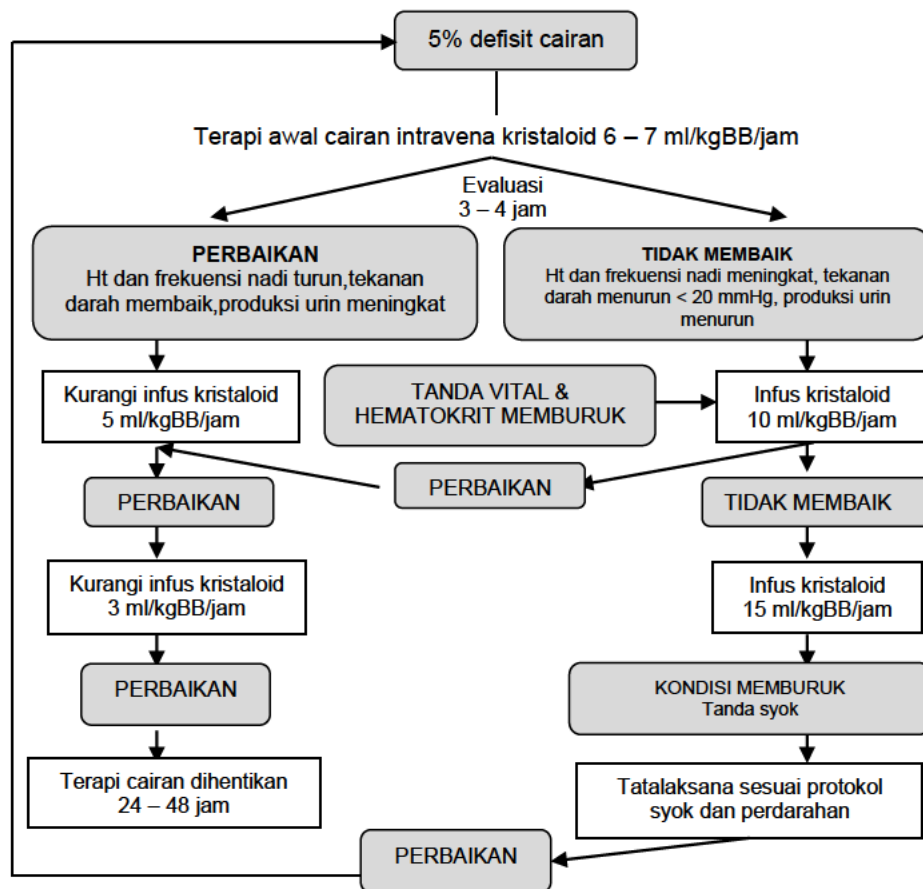 5% defisit cairan
Terapi awal cairan intravena kristaloid 6 – 7 ml/kgBB/jam
Evaluasi
3 – 4 jam
PERBAIKAN
Ht dan frekuensi nadi turun,tekanan
darah membaik,produksi urin meningkat
TIDAK MEMBAIK
Ht dan frekuensi nadi meningkat, tekanan
darah menurun < 20 mmHg, produksi urin
menurun
Kurangi infus kristaloid
5 ml/kgBB/jam
TANDA VITAL &
HEMATOKRIT MEMBURUK
Infus kristaloid
10 ml/kgBB/jam
PERBAIKAN
PERBAIKAN
TIDAK MEMBAIK
Kurangi infus kristaloid
3 ml/kgBB/jam
Infus kristaloid
15 ml/kgBB/jam
PERBAIKAN
KONDISI MEMBURUK
Tanda syok
Terapi cairan dihentikan
24 – 48 jam
Tatalaksana sesuai protokol
syok dan perdarahan
PERBAIKAN